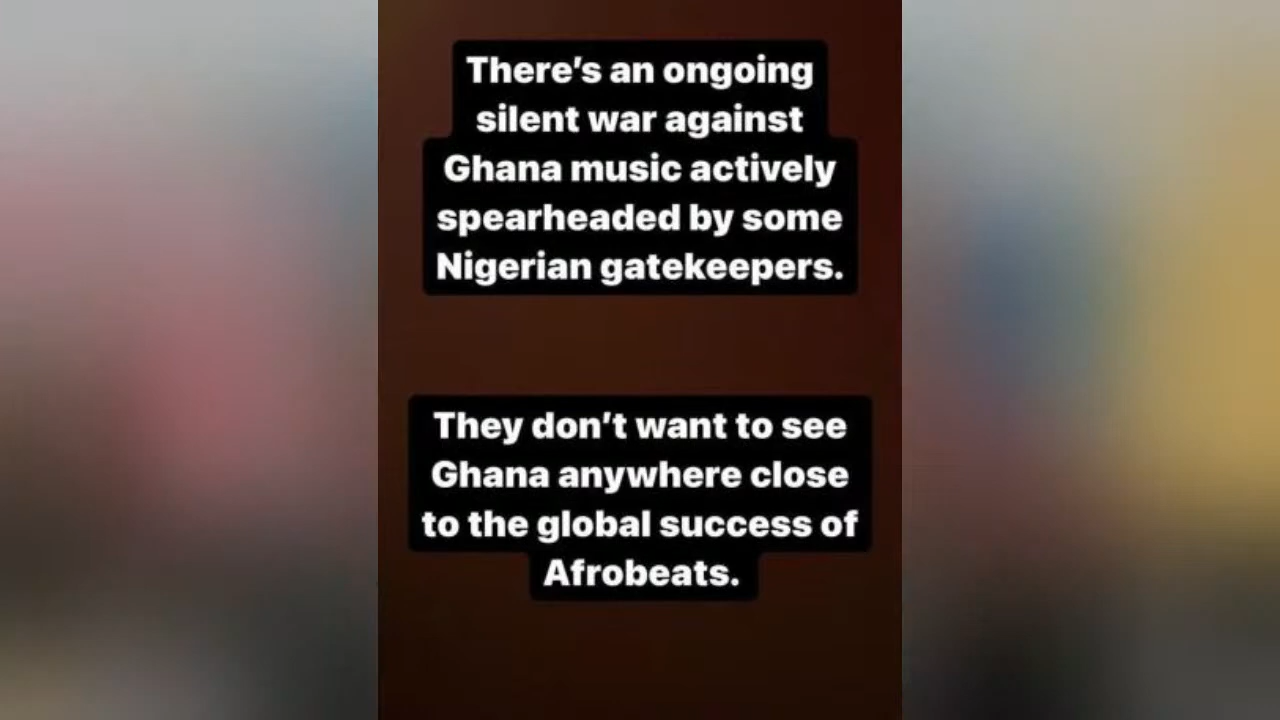 There's an ongoing
silent war against
Ghana music actively
spearheaded by some
Nigerian gatekeepers.
They don't want to see
Ghana anywhere close
to the global success of
Afrobeats.